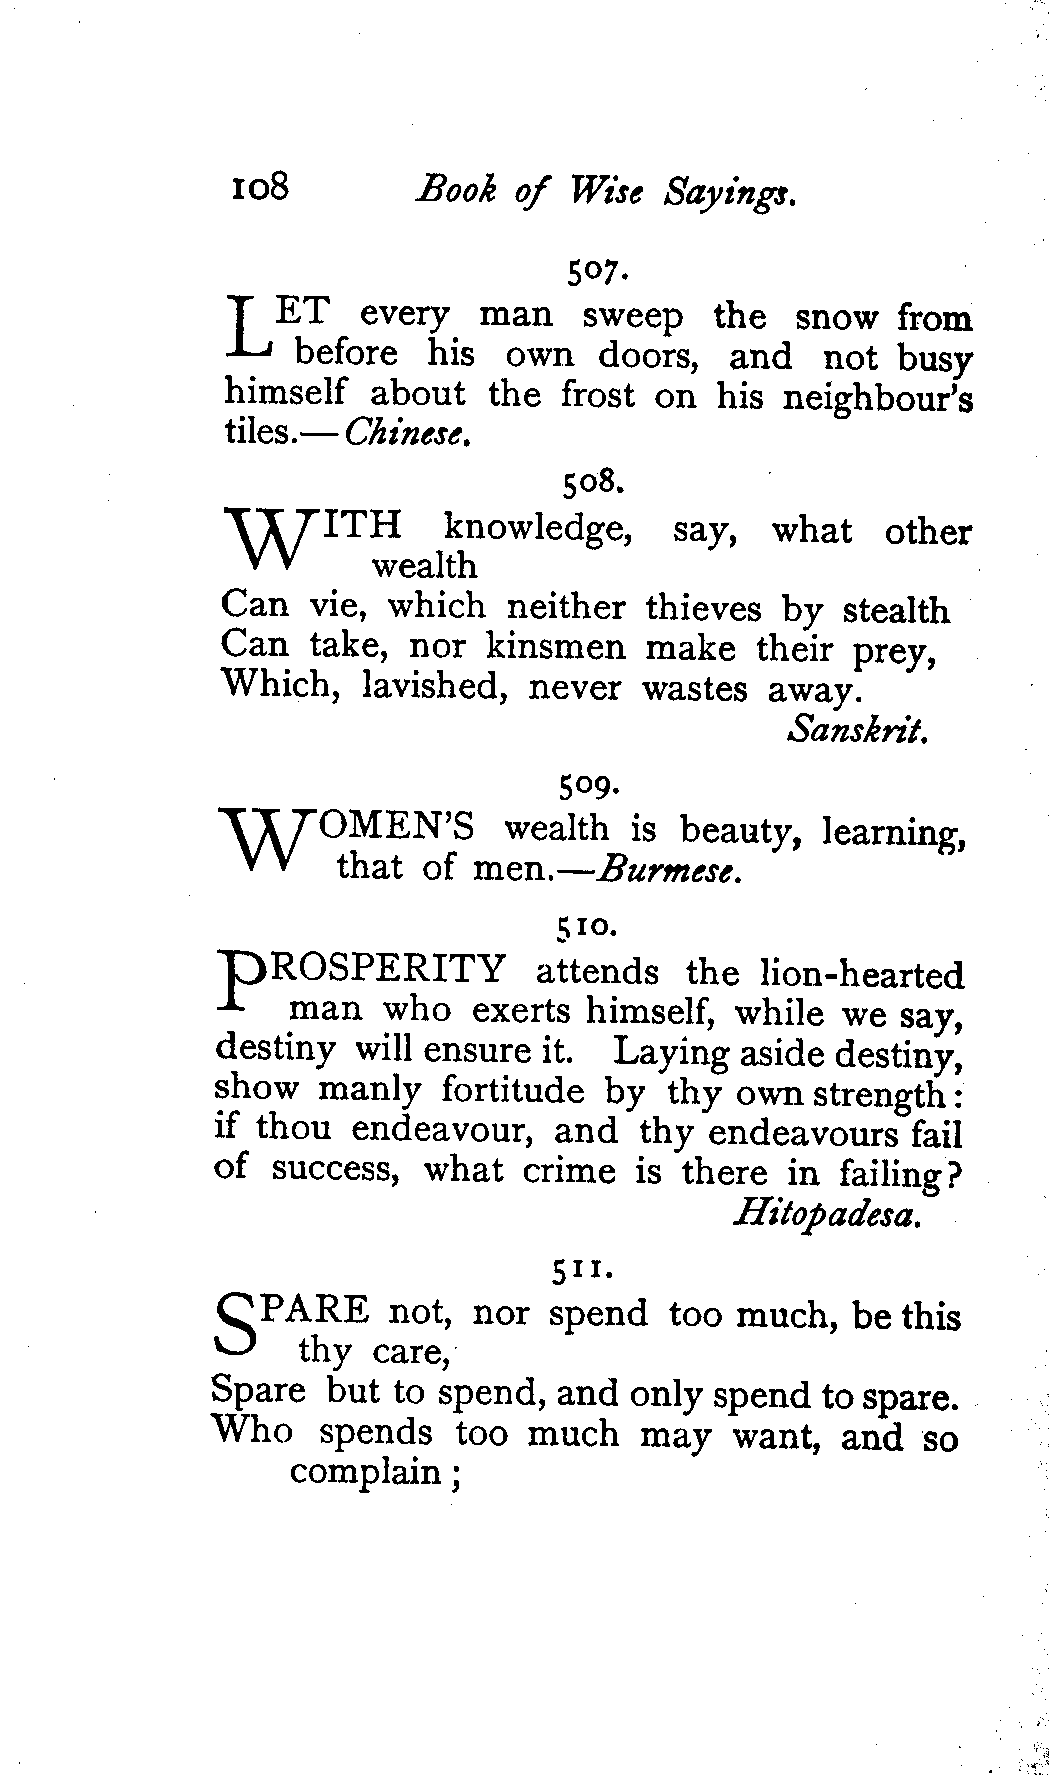 108 Book of Wise Sayings.
507.
LET every man sweep the snow from
before his own doors, and not busy
himself about the frost on his neighbour's
tiles.—Chinese.
508.
WITH knowledge, say, what other
wealth
Can vie, which neither thieves by stealth
Can take, nor kinsmen make their prey,
Which, lavished, never wastes away.
Sanskrit.
509.
WOMEN'S wealth is beauty, learning,
that of men.—Burmese.
510.
PROSPERITY attends the lion-hearted
man who exerts himself, while we say,
destiny will ensure it. Laying aside destiny,
show manly fortitude by thy own strength:
if thou endeavour, and thy endeavours fail
of success, what crime is there in failing?
Hitopadesa.
511.
SPARE not, nor spend too much, be this
thy care,
Spare but to spend, and only spend to spare.
Who spends too much may want, and so
complain;